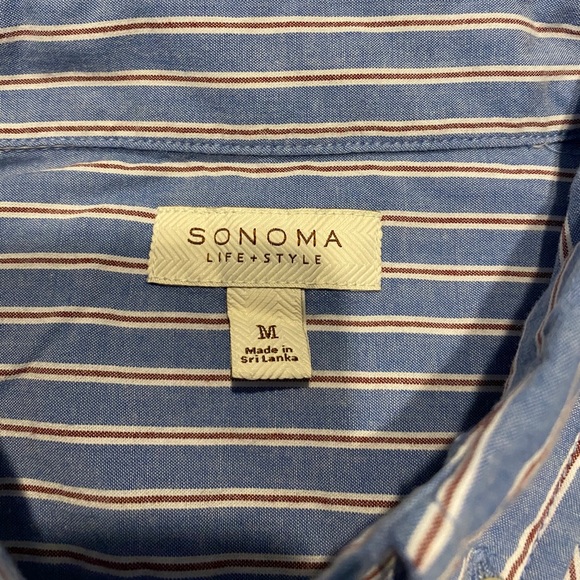 SONOMA
LIFE+STYLE
M
Made in
Sri Lanka